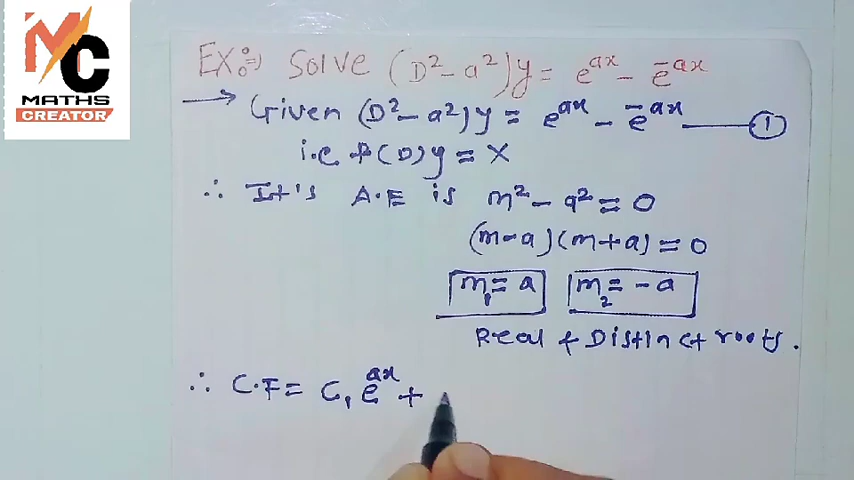 MC
MATHS
CREATOR
EX:⇒ Solve (D²-a²)y = e^ax - e^-ax
→ Given (D²-a²)y = e^ax - e^-ax —— ①
i.e f(D)y = X
∴ It's A.E is m² - a² = 0
(m-a)(m+a) = 0
m₁ = a m₂ = -a
Real & Distinct roots.
∴ C.F = C₁e^ax +